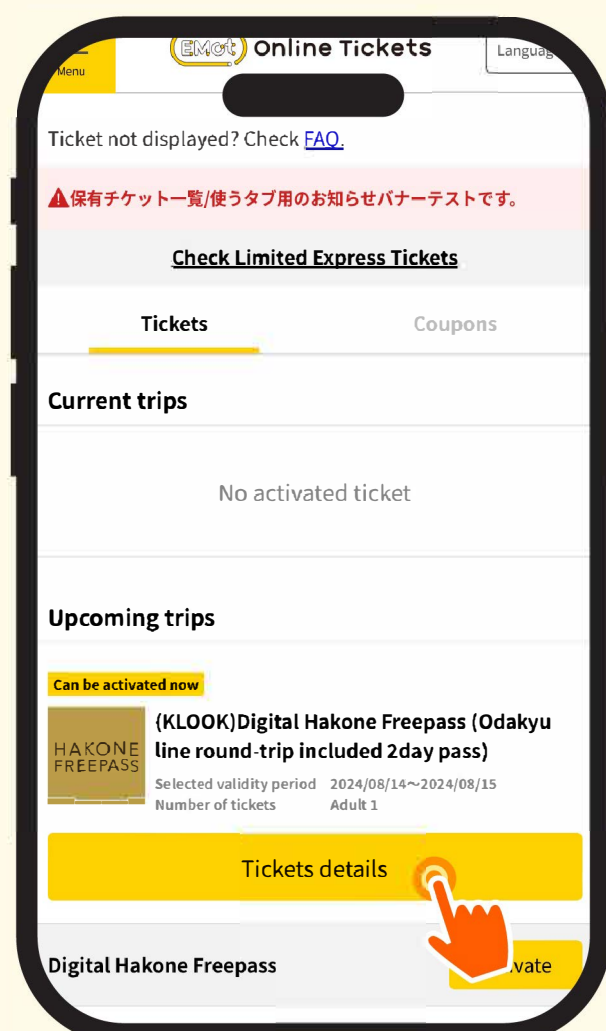 Menu
EMot Online Tickets
Ticket not displayed? Check FAQ.
保有チケット一覧/使うタブ用のお知らせバナーテストです。
Check Limited Express Tickets
Tickets
Coupons
Current trips
No activated ticket
Upcoming trips
Can be activated now
HAKONE
FREEPASS
(KLOOK)Digital Hakone Freepass (Odakyu
line round-trip included 2day pass)
Selected validity period 2024/08/14~2024/08/15
Number of tickets Adult 1
Tickets details
Digital Hakone Freepass